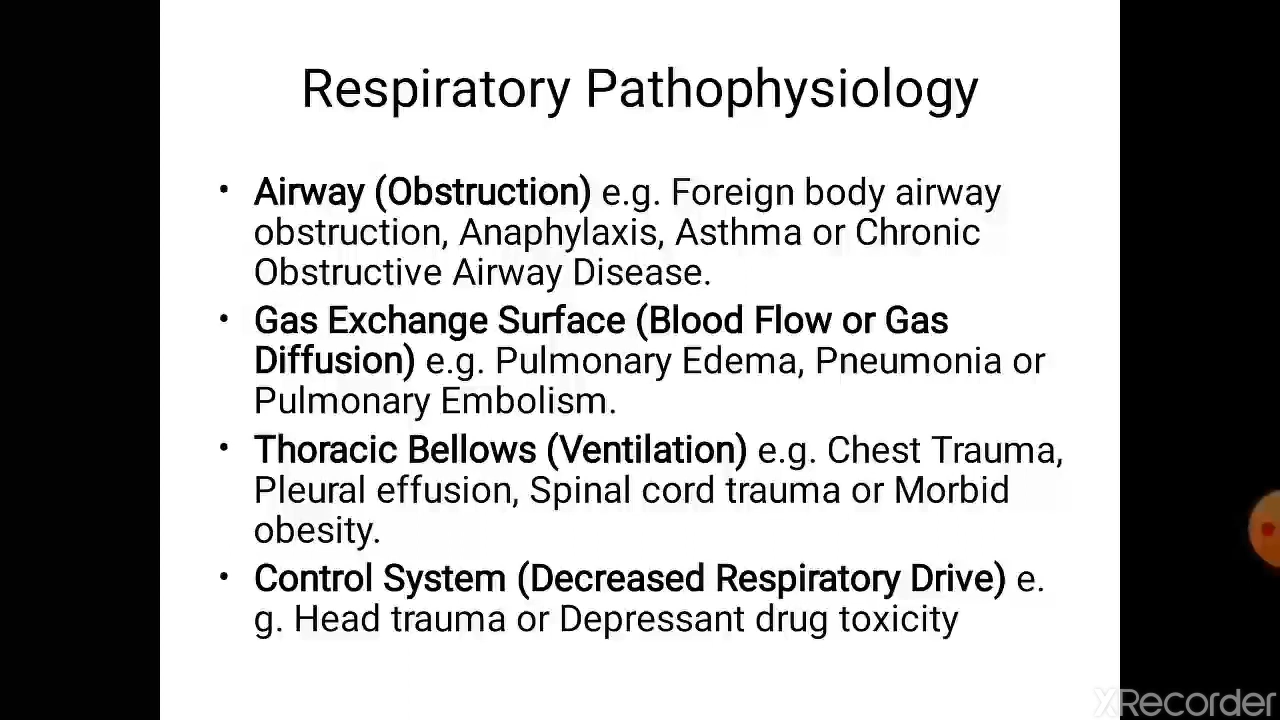 Respiratory Pathophysiology
• Airway (Obstruction) e.g. Foreign body airway
obstruction, Anaphylaxis, Asthma or Chronic
Obstructive Airway Disease.
• Gas Exchange Surface (Blood Flow or Gas
Diffusion) e.g. Pulmonary Edema, Pneumonia or
Pulmonary Embolism.
• Thoracic Bellows (Ventilation) e.g. Chest Trauma,
Pleural effusion, Spinal cord trauma or Morbid
obesity.
• Control System (Decreased Respiratory Drive) e.
g. Head trauma or Depressant drug toxicity
XRecorder